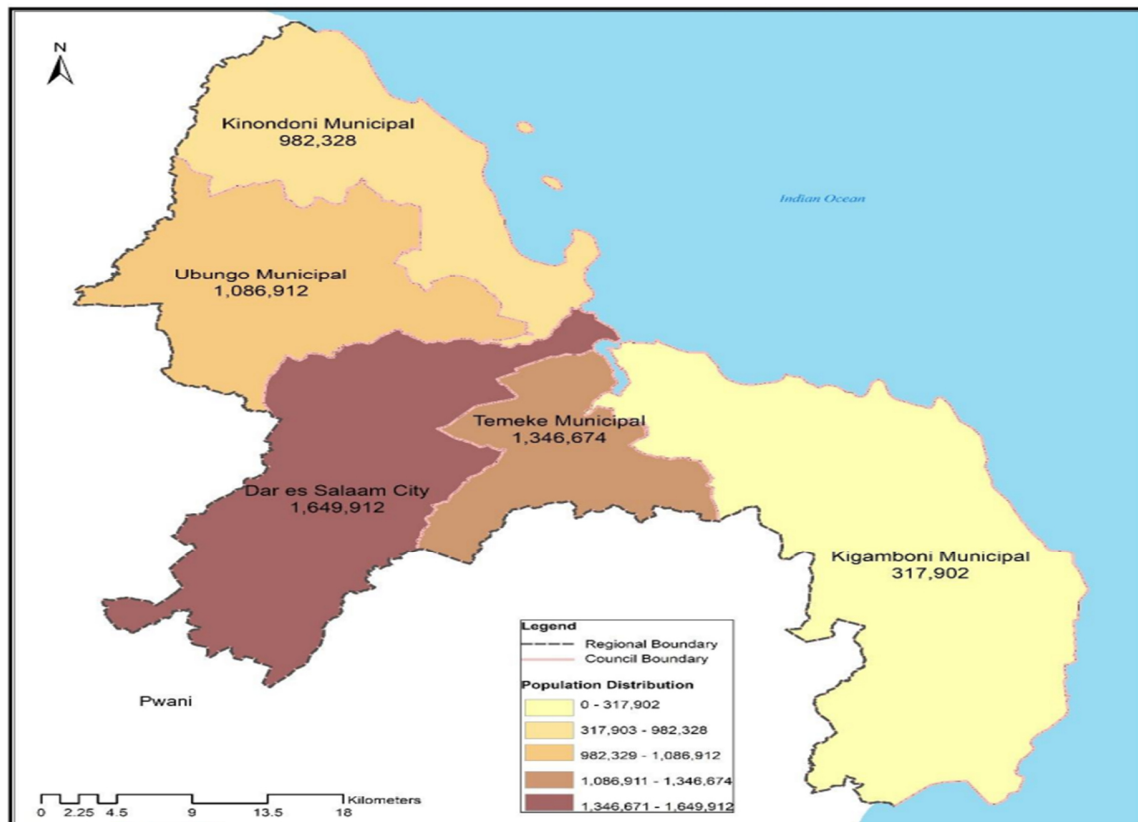 N
Kinondoni Municipal
982,328
Indian Ocean
Ubungo Municipal
1,086,912
Temeke Municipal
1,346,674
Dar es Salaam City
1,649,912
Kigamboni Municipal
317,902
Pwani
Legend
Regional Boundary
Council Boundary
Population Distribution
0 - 317,902
317,903 - 982,328
982,329 - 1,086,912
1,086,911 - 1,346,674
1,346,671 - 1,649,912
Kilometers
0 2.25 4.5 9 13.5 18